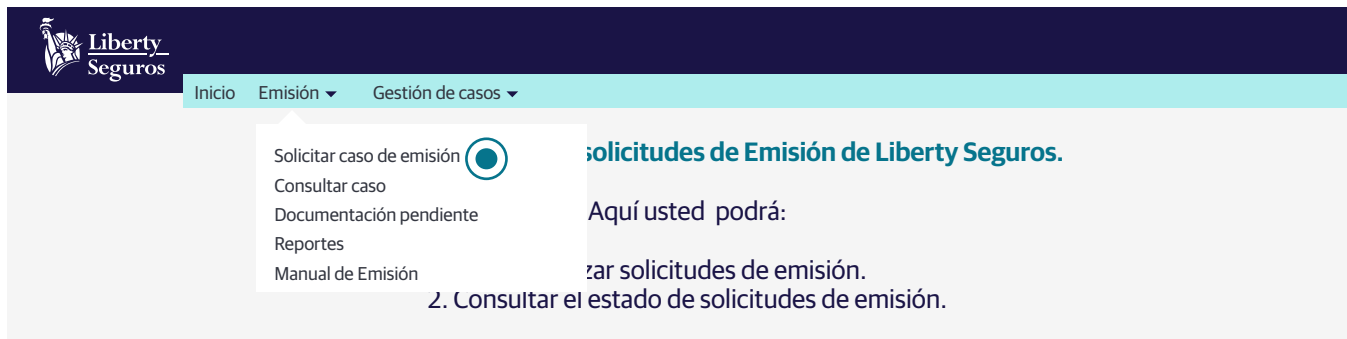 Liberty
Seguros
Inicio Emisión Gestión de casos
Solicitar caso de emisión
Consultar caso
Documentación pendiente
Reportes
Manual de Emisión
solicitudes de Emisión de Liberty Seguros.
Aquí usted podrá:
zar solicitudes de emisión.
2. Consultar el estado de solicitudes de emisión.